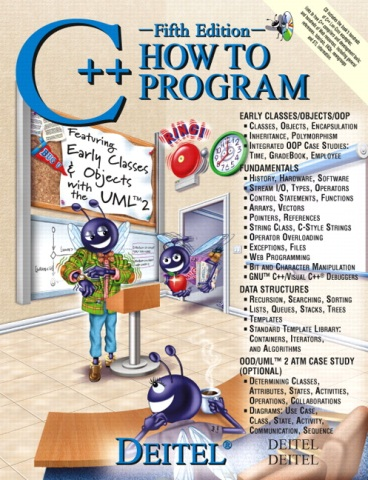 Fifth Edition
C++ HOW TO
PROGRAM
Featuring
Early Classes
& Objects
with
the UML™ 2
RING!
EARLY CLASSES/OBJECTS/OOP
• CLASSES, OBJECTS, ENCAPSULATION
• INHERITANCE, POLYMORPHISM
• INTEGRATED OOP CASE STUDIES:
TIME, GRADEBOOK, EMPLOYEE
FUNDAMENTALS
• HISTORY, HARDWARE, SOFTWARE
• STREAM I/O, TYPES, OPERATORS
• CONTROL STATEMENTS, FUNCTIONS
• ARRAYS, VECTORS
• POINTERS, REFERENCES
• STRING CLASS, C-STYLE STRINGS
• OPERATOR OVERLOADING
• EXCEPTIONS, FILES
• WEB PROGRAMMING
• BIT AND CHARACTER MANIPULATION
• GNU™ C++/VISUAL C++® DEBUGGERS
DATA STRUCTURES
• RECURSION, SEARCHING, SORTING
• LISTS, QUEUES, STACKS, TREES
• TEMPLATES
• STANDARD TEMPLATE LIBRARY:
CONTAINERS, ITERATORS,
AND ALGORITHMS
OOD/UML™ 2 ATM CASE STUDY
(OPTIONAL)
• DETERMINING CLASSES,
ATTRIBUTES, STATES, ACTIVITIES,
OPERATIONS, COLLABORATIONS
• DIAGRAMS: USE CASE,
CLASS, STATE, ACTIVITY,
COMMUNICATION, SEQUENCE
DEITEL®
DEITEL
DEITEL